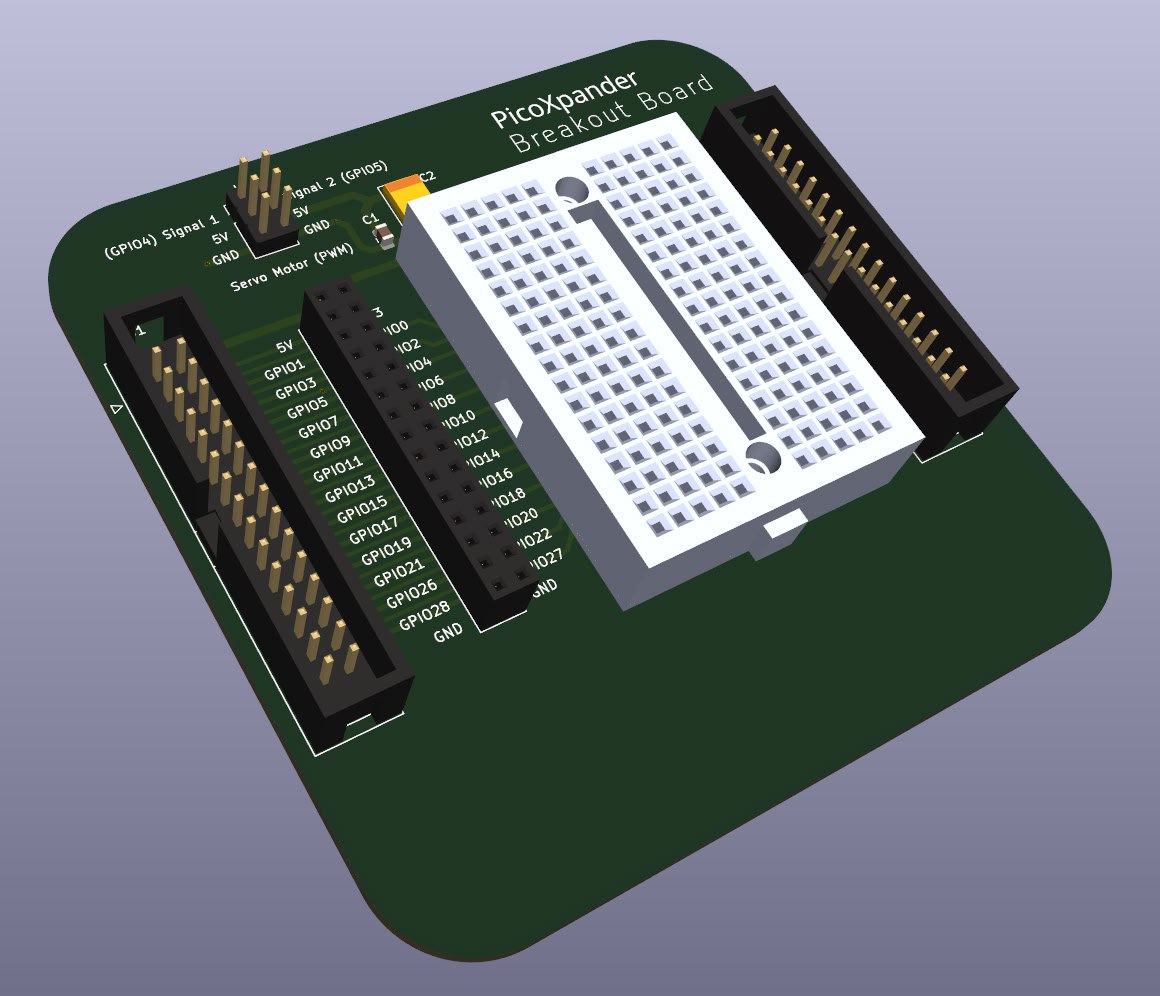 PicoXpander
Breakout Board
C2
(GPIO4) Signal 1
ignal 2 (GPIO5)
5V
5V
GND
GND
C1
Servo Motor (PWM)
1
5V
3
GPIO1
IO0
GPIO3
IO2
GPIO5
IO4
GPIO7
IO6
GPIO9
IO8
GPIO11
IO10
GPIO13
IO12
GPIO15
IO14
GPIO17
IO16
GPIO19
IO18
GPIO21
IO20
GPIO26
IO22
GPIO28
IO27
GND
GND